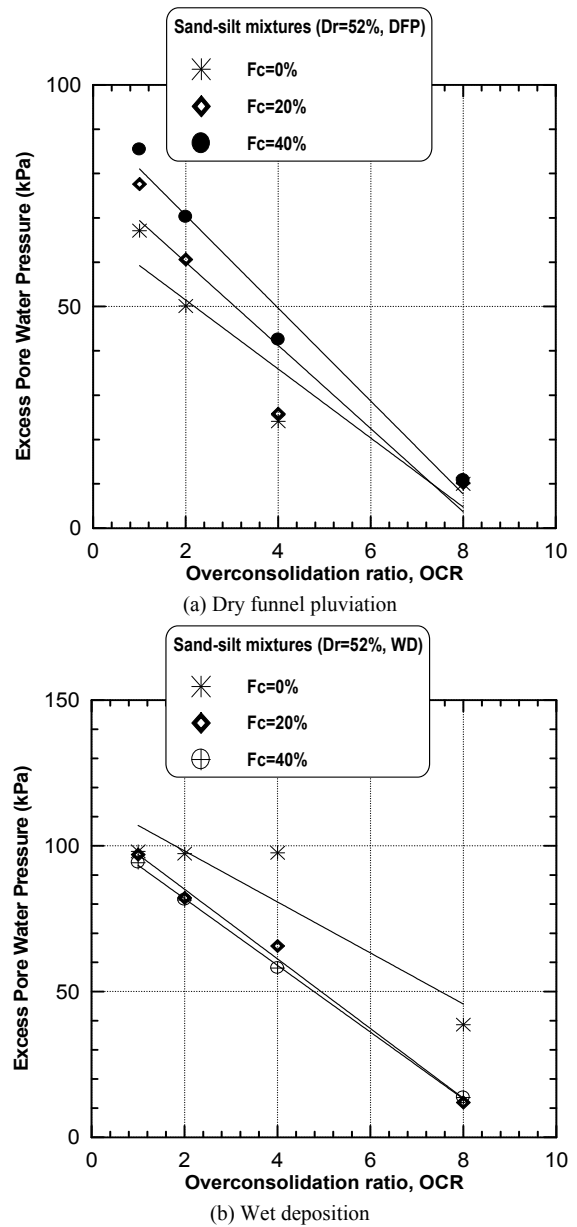 Sand-silt mixtures (Dr=52%, DFP)
Fc=0%
Fc=20%
Fc=40%
100
50
0
Excess Pore Water Pressure (kPa)
0 2 4 6 8 10
Overconsolidation ratio, OCR
(a) Dry funnel pluviation
Sand-silt mixtures (Dr=52%, WD)
Fc=0%
Fc=20%
Fc=40%
150
100
50
0
Excess Pore Water Pressure (kPa)
0 2 4 6 8 10
Overconsolidation ratio, OCR
(b) Wet deposition